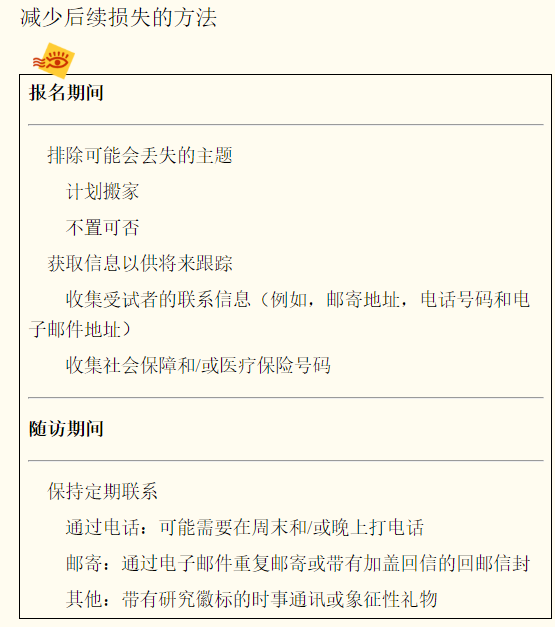 减少后续损失的方法
报名期间
排除可能会丢失的主题
计划搬家
不置可否
获取信息以供将来跟踪
收集受试者的联系信息（例如，邮寄地址，电话号码和电
子邮件地址）
收集社会保障和/或医疗保险号码
随访期间
保持定期联系
通过电话：可能需要在周末和/或晚上打电话
邮寄：通过电子邮件重复邮寄或带有加盖回信的回邮信封
其他：带有研究徽标的时事通讯或象征性礼物